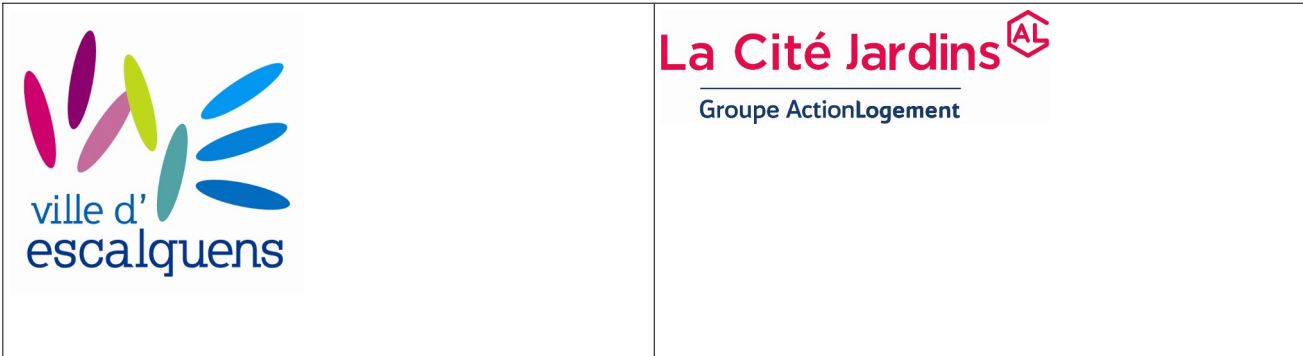 ville d'
escalquens
La Cité Jardins AL
Groupe ActionLogement